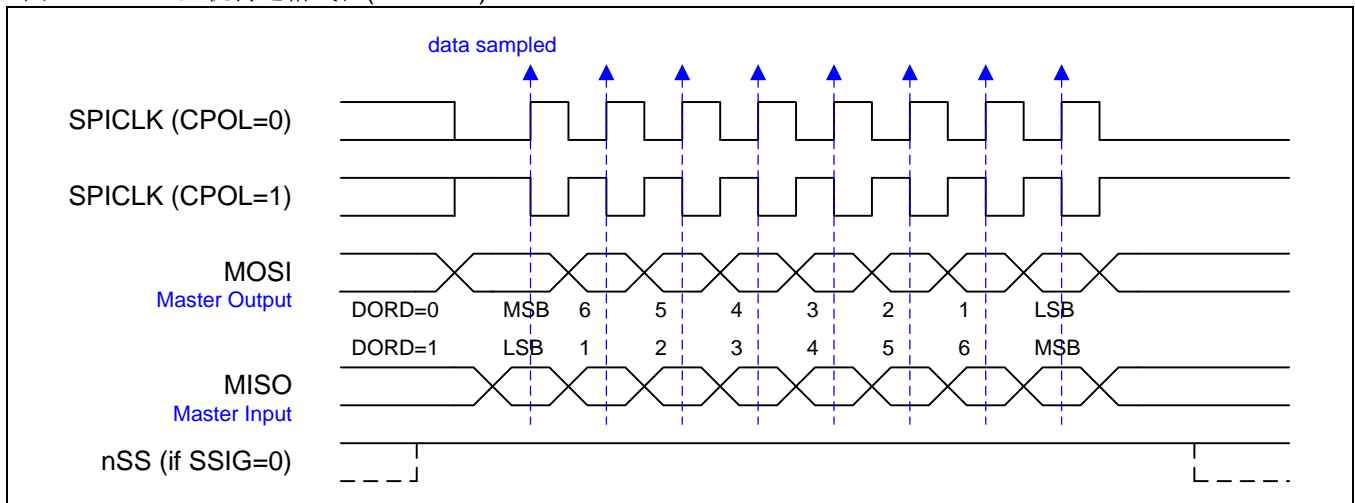 data sampled
SPICLK (CPOL=0)
SPICLK (CPOL=1)
MOSI
Master Output
DORD=0 MSB 6 5 4 3 2 1 LSB
DORD=1 LSB 1 2 3 4 5 6 MSB
MISO
Master Input
nSS (if SSIG=0)